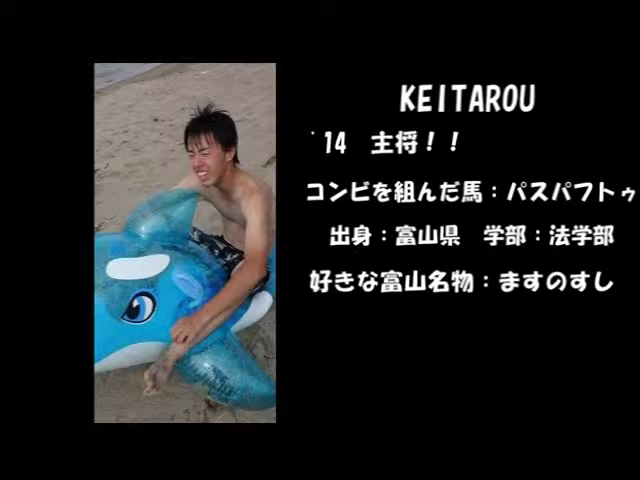 KEITAROU
'14 主将！！
コンビを組んだ馬：パスパフトゥ
出身：富山県 学部：法学部
好きな富山名物：ますのすし